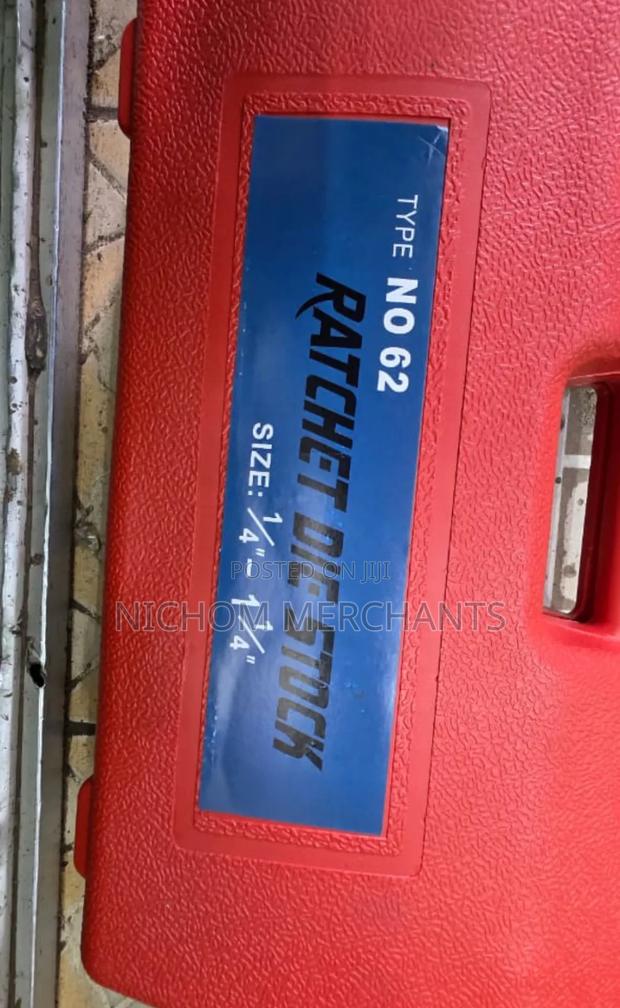 TYPE NO 62
RATCHET DIE STOCK
SIZE: 1/4" - 1 1/4"
POSTED ON JIJI
NICHOM MERCHANTS